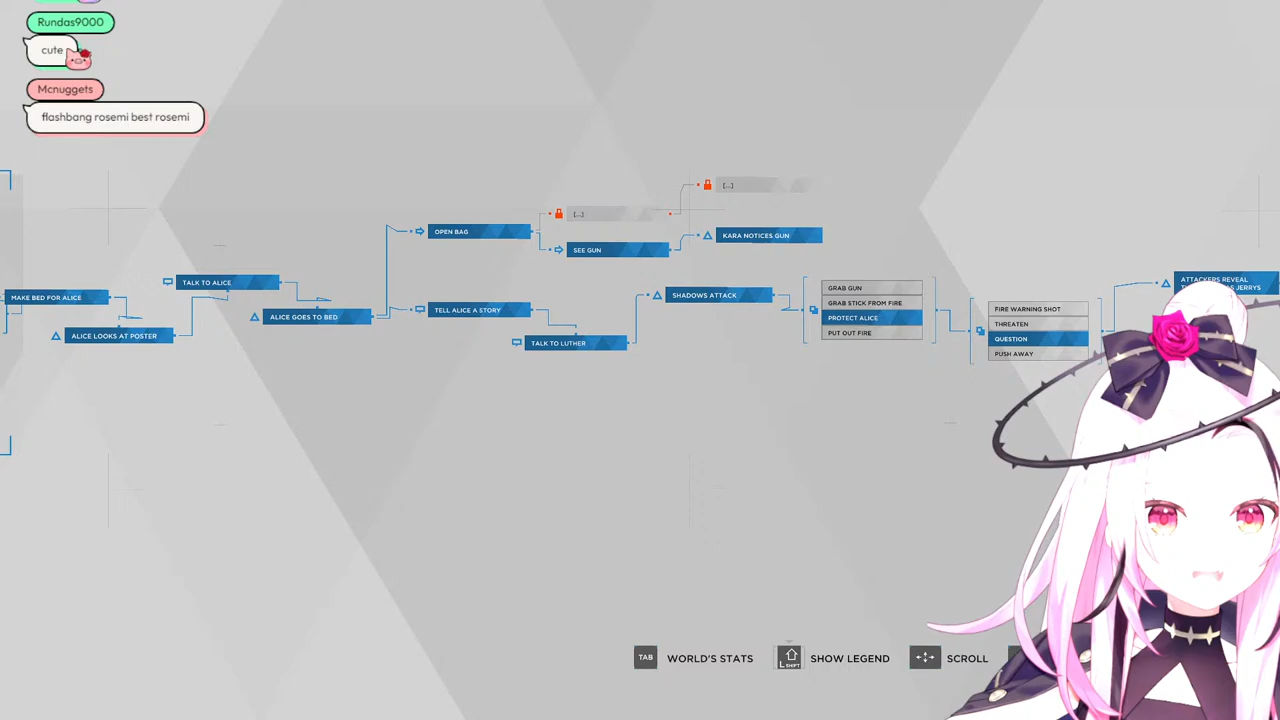 Rundas9000
cute
Mcnuggets
flashbang rosemi best rosemi
[...]
[...]
OPEN BAG
SEE GUN
KARA NOTICES GUN
MAKE BED FOR ALICE
TALK TO ALICE
ALICE LOOKS AT POSTER
ALICE GOES TO BED
TELL ALICE A STORY
TALK TO LUTHER
SHADOWS ATTACK
GRAB GUN
GRAB STICK FROM FIRE
PROTECT ALICE
PUT OUT FIRE
FIRE WARNING SHOT
THREATEN
QUESTION
PUSH AWAY
ATTACKERS REVEAL
JERRYS
TAB WORLD'S STATS
L SHIFT SHOW LEGEND
SCROLL